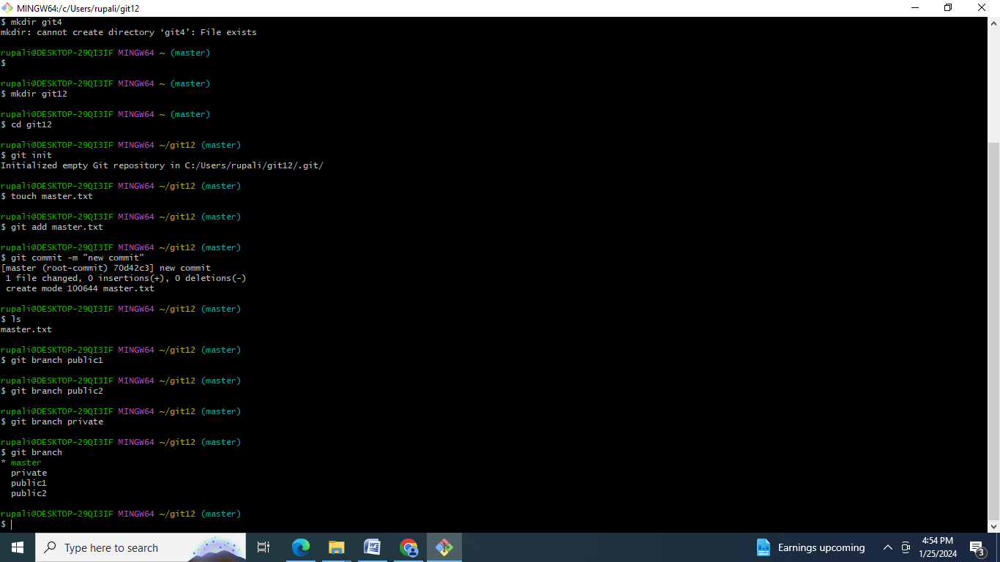 MINGW64:/c/Users/rupali/git12
$ mkdir git4
mkdir: cannot create directory ‘git4’: File exists
rupali@DESKTOP-29QI3IF MINGW64 ~ (master)
$
rupali@DESKTOP-29QI3IF MINGW64 ~ (master)
$ mkdir git12
rupali@DESKTOP-29QI3IF MINGW64 ~ (master)
$ cd git12
rupali@DESKTOP-29QI3IF MINGW64 ~/git12 (master)
$ git init
Initialized empty Git repository in C:/Users/rupali/git12/.git/
rupali@DESKTOP-29QI3IF MINGW64 ~/git12 (master)
$ touch master.txt
rupali@DESKTOP-29QI3IF MINGW64 ~/git12 (master)
$ git add master.txt
rupali@DESKTOP-29QI3IF MINGW64 ~/git12 (master)
$ git commit -m "new commit"
[master (root-commit) 70d42c3] new commit
 1 file changed, 0 insertions(+), 0 deletions(-)
 create mode 100644 master.txt
rupali@DESKTOP-29QI3IF MINGW64 ~/git12 (master)
$ ls
master.txt
rupali@DESKTOP-29QI3IF MINGW64 ~/git12 (master)
$ git branch public1
rupali@DESKTOP-29QI3IF MINGW64 ~/git12 (master)
$ git branch public2
rupali@DESKTOP-29QI3IF MINGW64 ~/git12 (master)
$ git branch private
rupali@DESKTOP-29QI3IF MINGW64 ~/git12 (master)
$ git branch
* master
  private
  public1
  public2
rupali@DESKTOP-29QI3IF MINGW64 ~/git12 (master)
$
Type here to search
Earnings upcoming
4:54 PM
1/25/2024
3